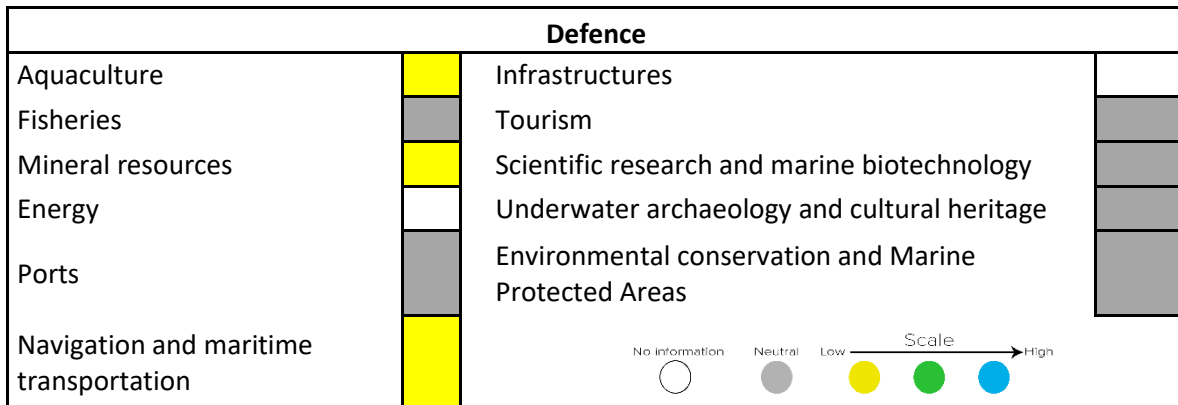 Defence
Aquaculture
Infrastructures
Fisheries
Tourism
Mineral resources
Scientific research and marine biotechnology
Energy
Underwater archaeology and cultural heritage
Ports
Environmental conservation and Marine
Protected Areas
Navigation and maritime
transportation
Scale
No information Neutral Low High